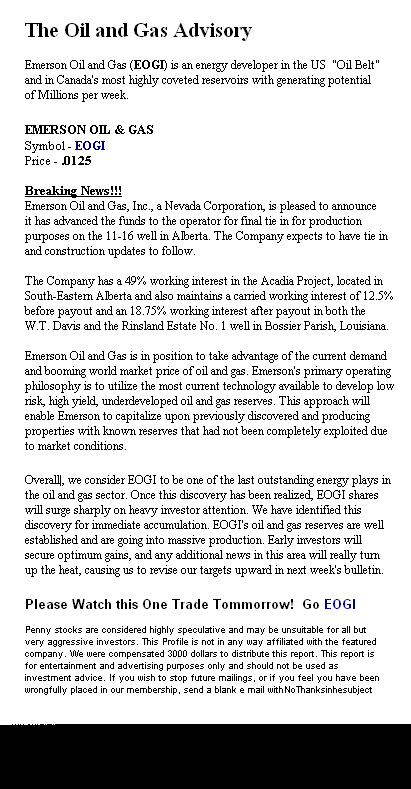 The Oil and Gas Advisory
Emerson Oil and Gas (EOGI) is an energy developer in the US "Oil Belt"
and in Canada's most highly coveted reservoirs with generating potential
of Millions per week.
EMERSON OIL & GAS
Symbol - EOGI
Price - .0125
Breaking News!!!
Emerson Oil and Gas, Inc., a Nevada Corporation, is pleased to announce
it has advanced the funds to the operator for final tie in for production
purposes on the 11-16 well in Alberta. The Company expects to have tie in
and construction updates to follow.
The Company has a 49% working interest in the Acadia Project, located in
South-Eastern Alberta and also maintains a carried working interest of 12.5%
before payout and an 18.75% working interest after payout in both the
W.T. Davis and the Rinsland Estate No. 1 well in Bossier Parish, Louisiana.
Emerson Oil and Gas is in position to take advantage of the current demand
and booming world market price of oil and gas. Emerson's primary operating
philosophy is to utilize the most current technology available to develop low
risk, high yield, underdeveloped oil and gas reserves. This approach will
enable Emerson to capitalize upon previously discovered and producing
properties with known reserves that had not been completely exploited due
to market conditions.
Overall, we consider EOGI to be one of the last outstanding energy plays in
the oil and gas sector. Once this discovery has been realized, EOGI shares
will surge sharply on heavy investor attention. We have identified this
discovery for immediate accumulation. EOGI's oil and gas reserves are well
established and are going into massive production. Early investors will
secure optimum gains, and any additional news in this area will really turn
up the heat, causing us to revise our targets upward in next week's bulletin.
Please Watch this One Trade Tommorrow! Go EOGI
Penny stocks are considered highly speculative and may be unsuitable for all but
very aggressive investors. This Profile is not in any way affiliated with the featured
company. We were compensated 3000 dollars to distribute this report. This report is
for entertainment and advertising purposes only and should not be used as
investment advice. If you wish to stop future mailings, or if you feel you have been
wrongfully placed in our membership, send a blank e mail withNoThanksinhesubject